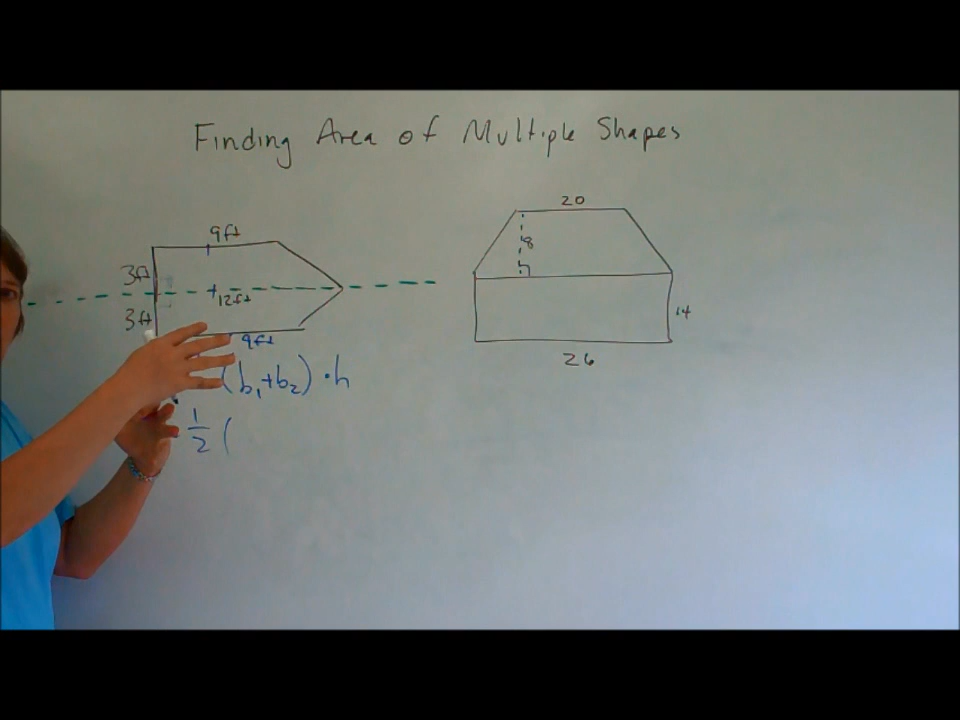 Finding Area of Multiple Shapes
9ft
3ft
12ft
3ft
9ft
(b₁+b₂)·h
1/2 (
20
8
14
26